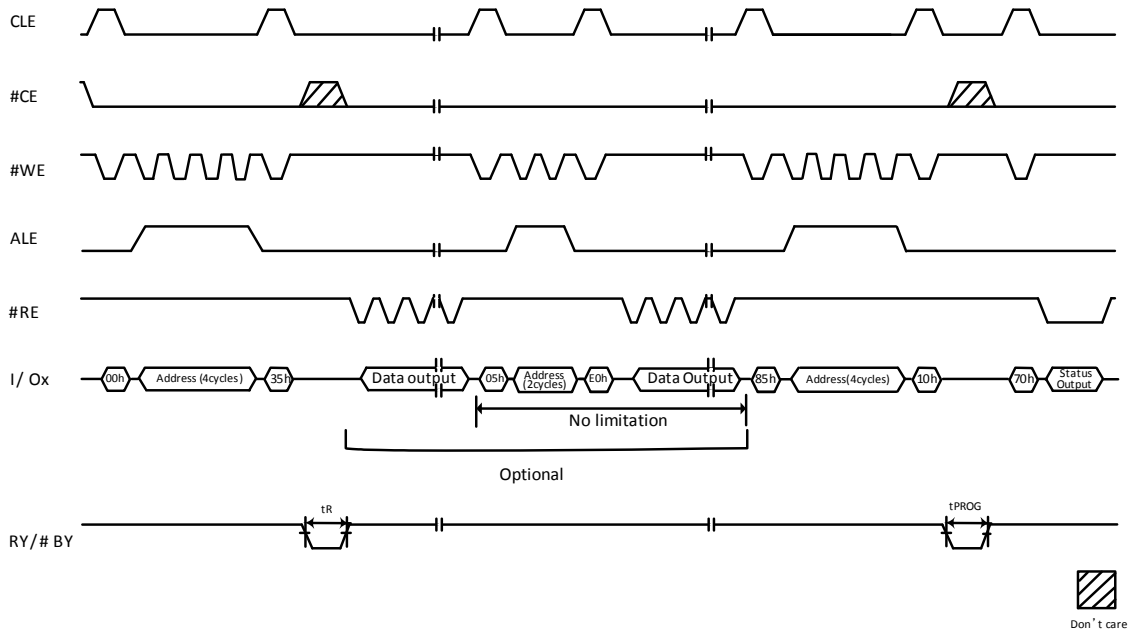 CLE
#CE
#WE
ALE
#RE
I/ Ox
00h
Address (4cycles)
35h
Data output
05h
Address
(2cycles)
E0h
Data Output
85h
Address(4cycles)
10h
70h
Status
Output
No limitation
Optional
tR
tPROG
RY/# BY
Don't care